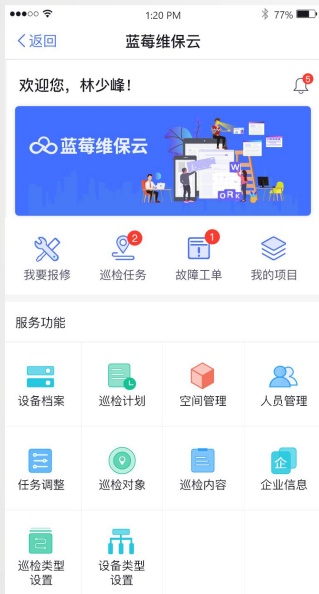 1:20 PM
77%
返回
蓝莓维保云
欢迎您，林少峰！
5
蓝莓维保云
W
WORK
2
1
我要报修
巡检任务
故障工单
我的项目
服务功能
设备档案
巡检计划
空间管理
人员管理
企
任务调整
巡检对象
巡检内容
企业信息
巡检类型
设置
设备类型
设置